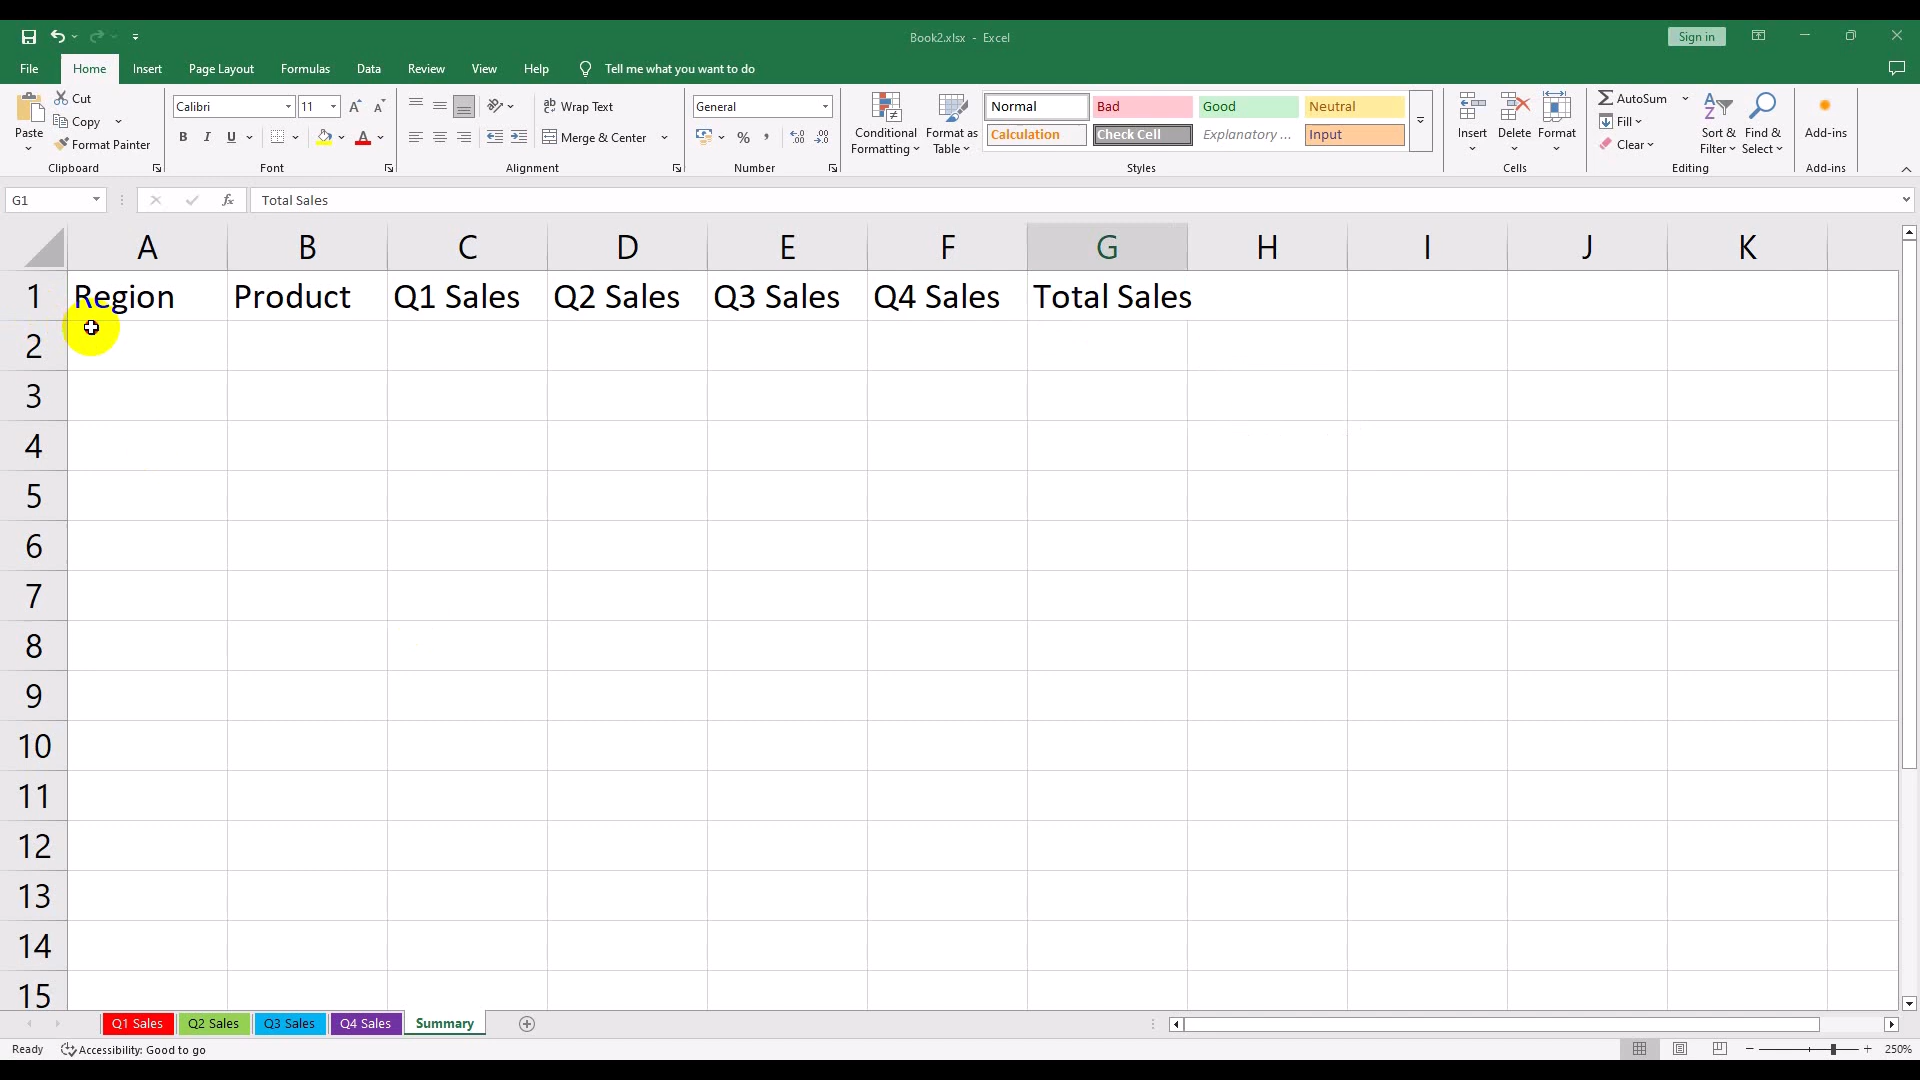 Book2.xlsx - Excel
Sign in
File Home Insert Page Layout Formulas Data Review View Help Tell me what you want to do
Paste
Cut
Copy
Format Painter
Clipboard
Calibri 11
B I U
Font
Wrap Text
Merge & Center
Alignment
General
% ,
Number
Conditional Formatting
Format as Table
Normal Bad Good Neutral
Calculation Check Cell Explanatory ... Input
Styles
Insert Delete Format
Cells
AutoSum
Fill
Clear
Sort & Filter
Find & Select
Editing
Add-ins
Add-ins
G1 fx Total Sales
A B C D E F G H I J K
1 Region Product Q1 Sales Q2 Sales Q3 Sales Q4 Sales Total Sales
2
3
4
5
6
7
8
9
10
11
12
13
14
15
Q1 Sales Q2 Sales Q3 Sales Q4 Sales Summary
Ready Accessibility: Good to go 250%